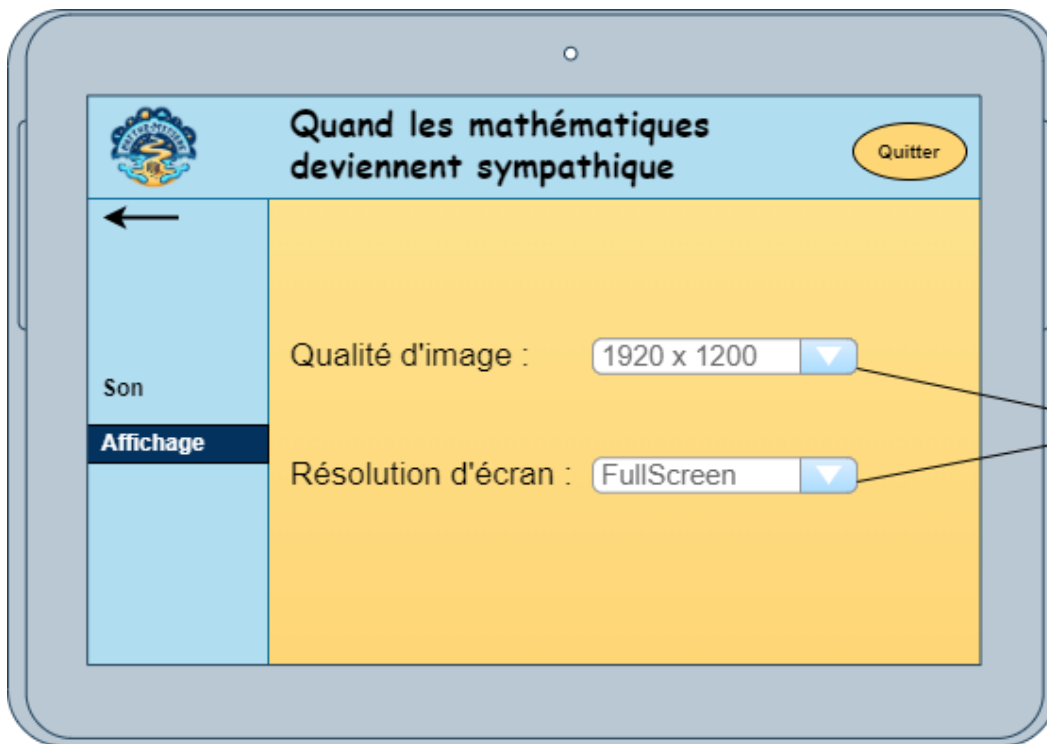 Quand les mathématiques
deviennent sympathique
Quitter
Son
Affichage
Qualité d'image :
1920 x 1200
Résolution d'écran :
FullScreen